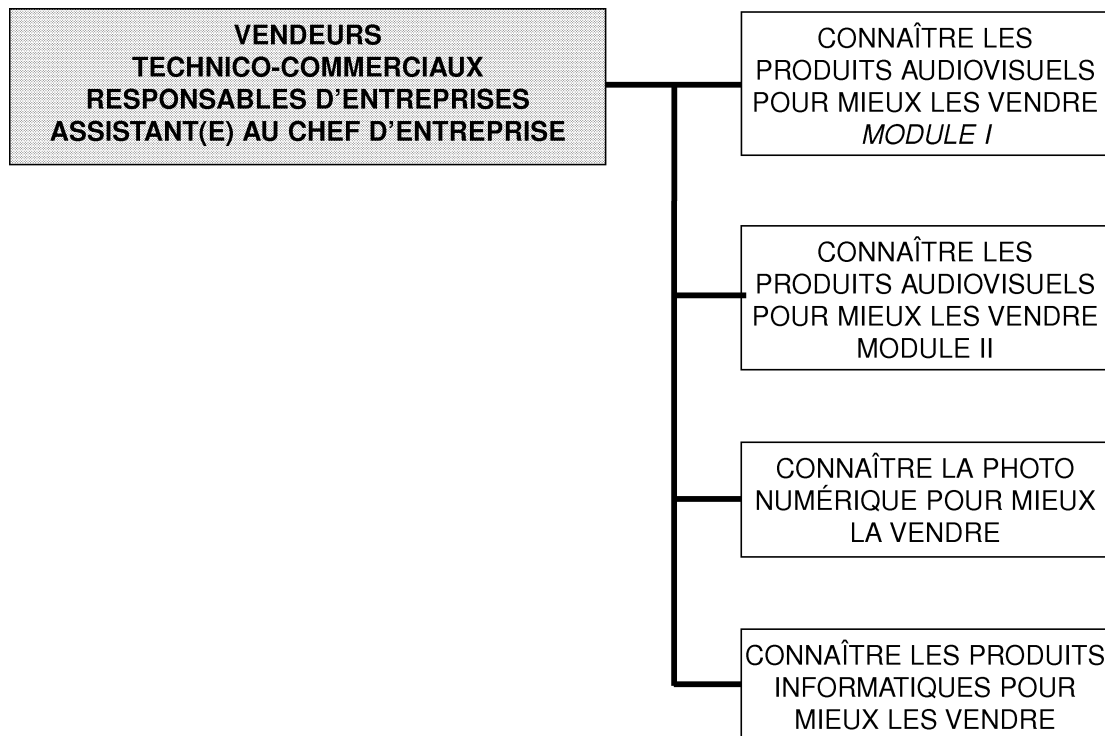 VENDEURS
TECHNICO-COMMERCIAUX
RESPONSABLES D'ENTREPRISES
ASSISTANT(E) AU CHEF D'ENTREPRISE
CONNAÎTRE LES
PRODUITS AUDIOVISUELS
POUR MIEUX LES VENDRE
MODULE I
CONNAÎTRE LES
PRODUITS AUDIOVISUELS
POUR MIEUX LES VENDRE
MODULE II
CONNAÎTRE LA PHOTO
NUMÉRIQUE POUR MIEUX
LA VENDRE
CONNAÎTRE LES PRODUITS
INFORMATIQUES POUR
MIEUX LES VENDRE